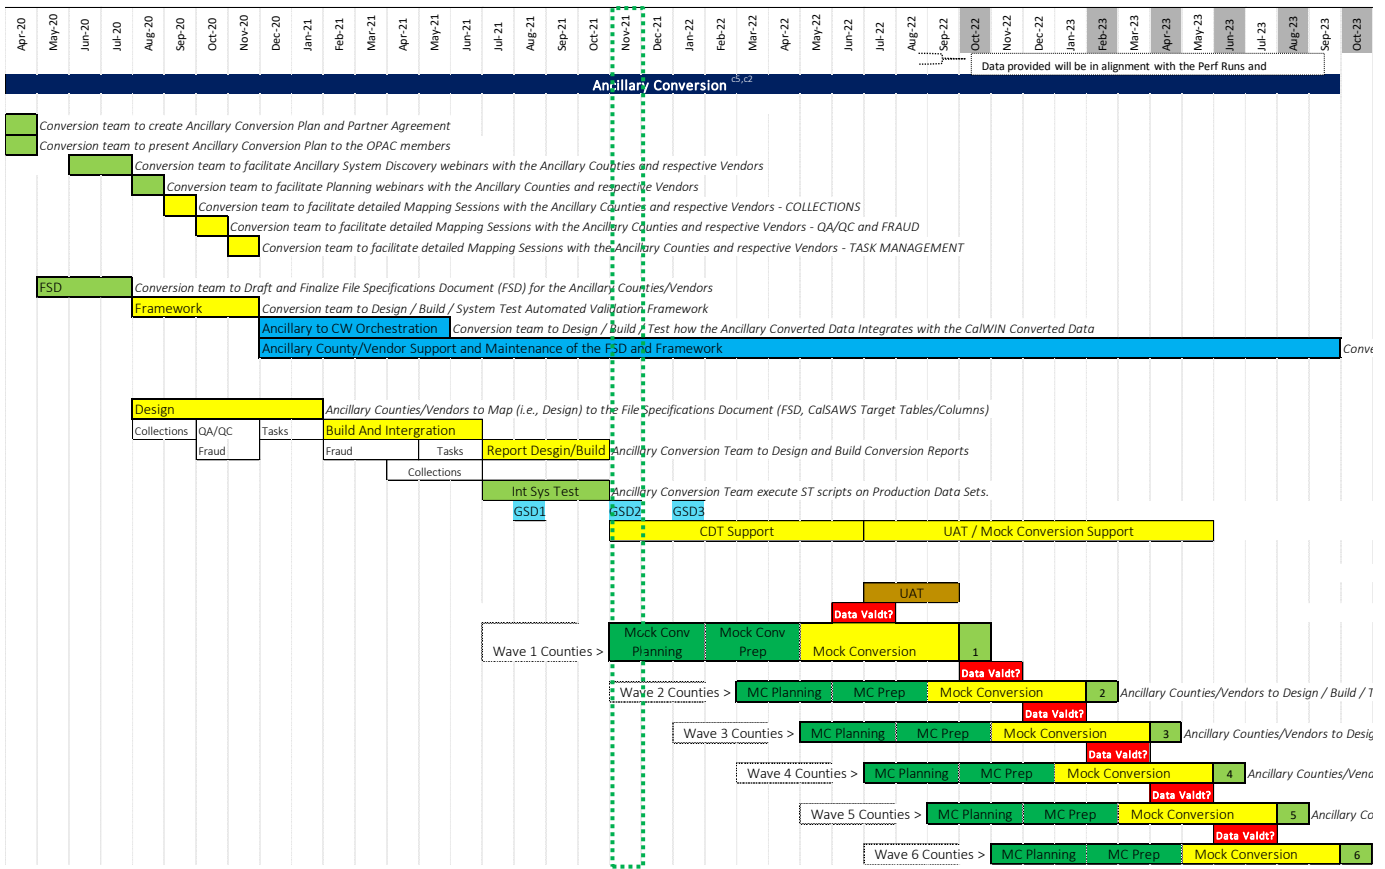 Apr-20 May-20 Jun-20 Jul-20 Aug-20 Sep-20 Oct-20 Nov-20 Dec-20 Jan-21 Feb-21 Mar-21 Apr-21 May-21 Jun-21 Jul-21 Aug-21 Sep-21 Oct-21 Nov-21 Dec-21 Jan-22 Feb-22 Mar-22 Apr-22 May-22 Jun-22 Jul-22 Aug-22 Sep-22 Oct-22 Nov-22 Dec-22 Jan-23 Feb-23 Mar-23 Apr-23 May-23 Jun-23 Jul-23 Aug-23 Sep-23 Oct-23
Data provided will be in alignment with the Perf Runs and
Ancillary Conversion c5,c2
Conversion team to create Ancillary Conversion Plan and Partner Agreement
Conversion team to present Ancillary Conversion Plan to the OPAC members
Conversion team to facilitate Ancillary System Discovery webinars with the Ancillary Counties and respective Vendors
Conversion team to facilitate Planning webinars with the Ancillary Counties and respective Vendors
Conversion team to facilitate detailed Mapping Sessions with the Ancillary Counties and respective Vendors - COLLECTIONS
Conversion team to facilitate detailed Mapping Sessions with the Ancillary Counties and respective Vendors - QA/QC and FRAUD
Conversion team to facilitate detailed Mapping Sessions with the Ancillary Counties and respective Vendors - TASK MANAGEMENT
FSD Conversion team to Draft and Finalize File Specifications Document (FSD) for the Ancillary Counties/Vendors
Framework Conversion team to Design / Build / System Test Automated Validation Framework
Ancillary to CW Orchestration Conversion team to Design / Build / Test how the Ancillary Converted Data Integrates with the CalWIN Converted Data
Ancillary County/Vendor Support and Maintenance of the FSD and Framework Conve
Design Ancillary Counties/Vendors to Map (i.e., Design) to the File Specifications Document (FSD, CalSAWS Target Tables/Columns)
Collections QA/QC Tasks Build And Intergration
Fraud Fraud Tasks Report Desgin/Build Ancillary Conversion Team to Design and Build Conversion Reports
Collections
Int Sys Test Ancillary Conversion Team execute ST scripts on Production Data Sets.
GSD1 GSD2 GSD3
CDT Support UAT / Mock Conversion Support
UAT
Data Valdt?
Mock Conv Mock Conv
Wave 1 Counties > Planning Prep Mock Conversion 1
Data Valdt?
Wave 2 Counties > MC Planning MC Prep Mock Conversion 2 Ancillary Counties/Vendors to Design / Build / T
Data Valdt?
Wave 3 Counties > MC Planning MC Prep Mock Conversion 3 Ancillary Counties/Vendors to Desig
Data Valdt?
Wave 4 Counties > MC Planning MC Prep Mock Conversion 4 Ancillary Counties/Vend
Data Valdt?
Wave 5 Counties > MC Planning MC Prep Mock Conversion 5 Ancillary Co
Data Valdt?
Wave 6 Counties > MC Planning MC Prep Mock Conversion 6